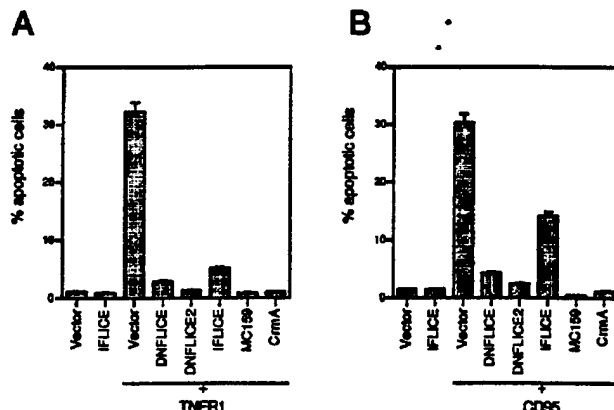 A
B
% apoptotic cells
40
30
20
10
0
Vector
IFLICE
Vector
DNFLICE
DNFLICE2
IFLICE
MC159
CrmA
+
TNFR1
% apoptotic cells
40
30
20
10
0
Vector
IFLICE
Vector
DNFLICE
DNFLICE2
IFLICE
MC159
CrmA
+
CD95